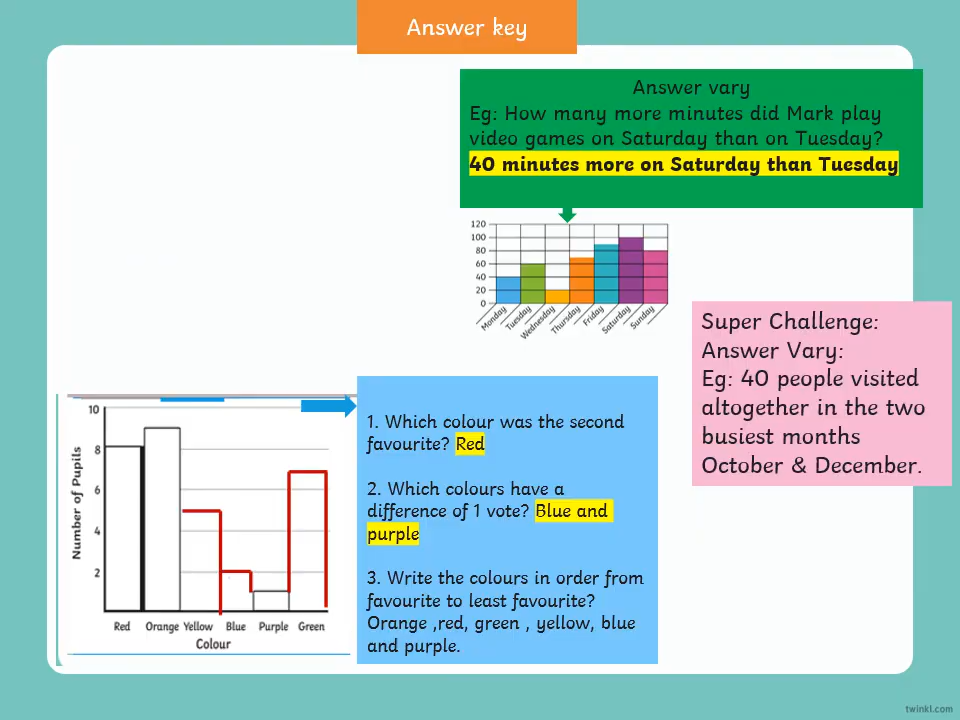 Answer key
Answer vary
Eg: How many more minutes did Mark play
video games on Saturday than on Tuesday?
40 minutes more on Saturday than Tuesday
120
100
80
60
40
20
0
Monday
Tuesday
Wednesday
Thursday
Friday
Saturday
Sunday
Super Challenge:
Answer Vary:
Eg: 40 people visited
altogether in the two
busiest months
October & December.
10
8
6
4
2
Number of Pupils
Red Orange Yellow Blue Purple Green
Colour
1. Which colour was the second
favourite? Red
2. Which colours have a
difference of 1 vote? Blue and
purple
3. Write the colours in order from
favourite to least favourite?
Orange ,red, green , yellow, blue
and purple.
twinkl.com